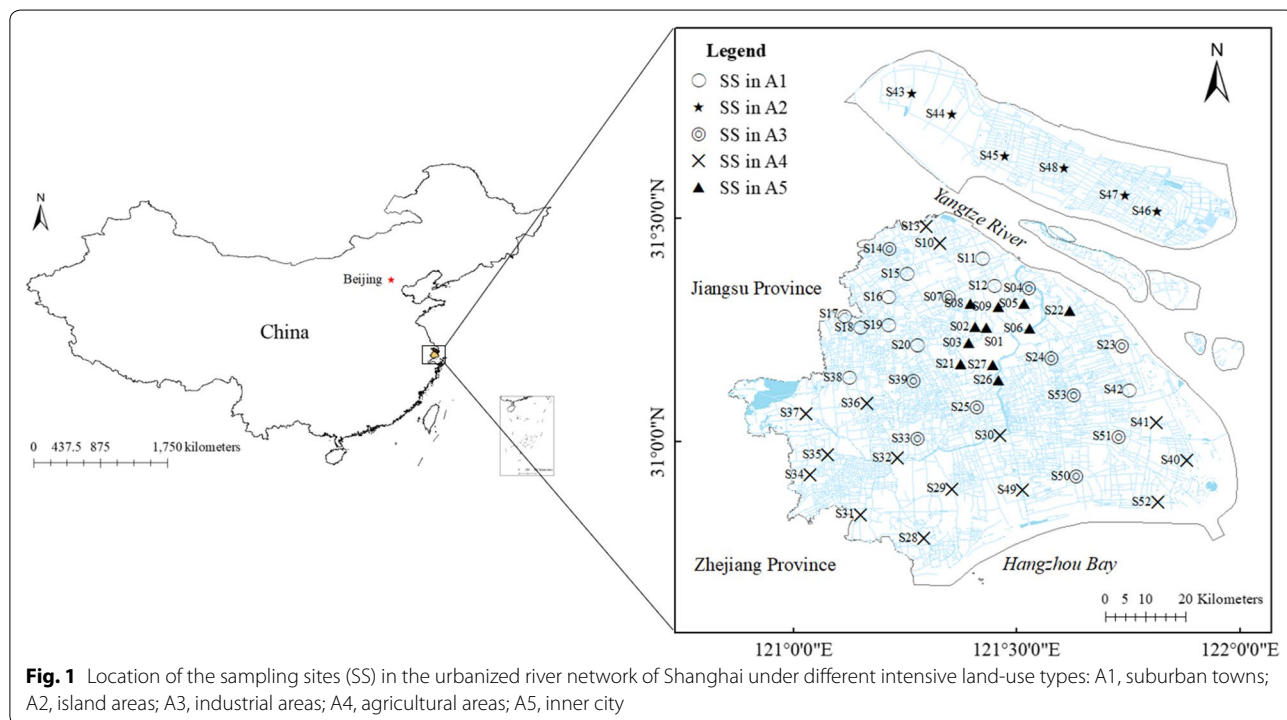 N
Beijing
China
0 437.5 875 1,750 kilometers
Legend
SS in A1
SS in A2
SS in A3
SS in A4
SS in A5
N
S43
S44
S45
S48
S47
S46
Yangtze River
31°30'0"N
31°0'0"N
Jiangsu Province
S13
S10
S14
S11
S15
S12
S04
S16
S07
S08
S09
S05
S22
S17
S18
S19
S02
S01
S06
S03
S20
S23
S24
S21
S27
S26
S38
S39
S42
S53
S36
S37
S25
S41
S30
S51
S33
S35
S32
S40
S34
S50
S29
S49
S52
S31
S28
Zhejiang Province
Hangzhou Bay
0 5 10 20 Kilometers
121°0'0"E
121°30'0"E
122°0'0"E
Fig. 1 Location of the sampling sites (SS) in the urbanized river network of Shanghai under different intensive land-use types: A1, suburban towns;
A2, island areas; A3, industrial areas; A4, agricultural areas; A5, inner city